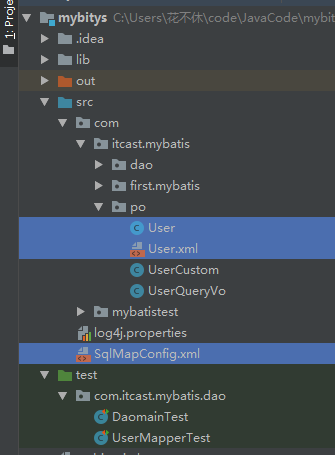 1: Proje
mybitys C:\Users\花不休\code\JavaCode\mybit
.idea
lib
out
src
com
itcast.mybatis
dao
first.mybatis
po
User
User.xml
UserCustom
UserQueryVo
mybatistest
log4j.properties
SqlMapConfig.xml
test
com.itcast.mybatis.dao
DaomainTest
UserMapperTest